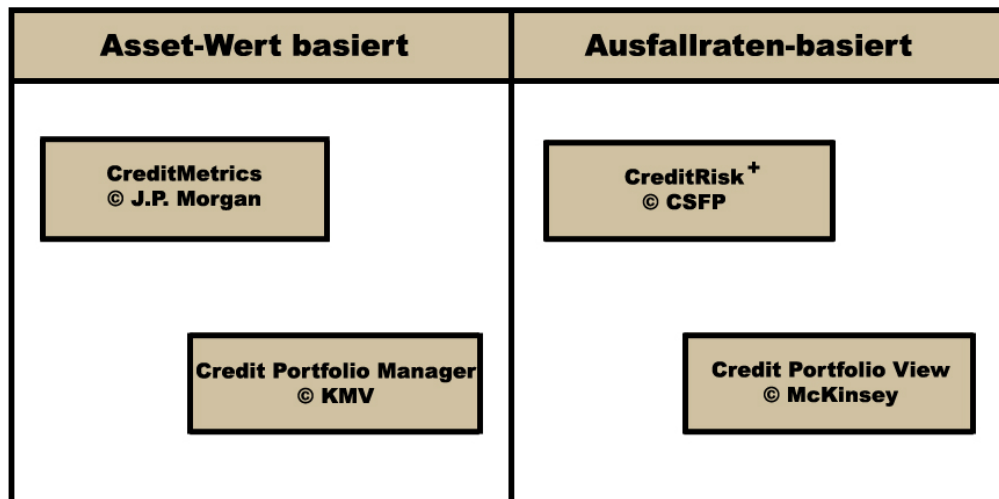 Asset-Wert basiert
Ausfallraten-basiert
CreditMetrics
© J.P. Morgan
CreditRisk⁺
© CSFP
Credit Portfolio Manager
© KMV
Credit Portfolio View
© McKinsey